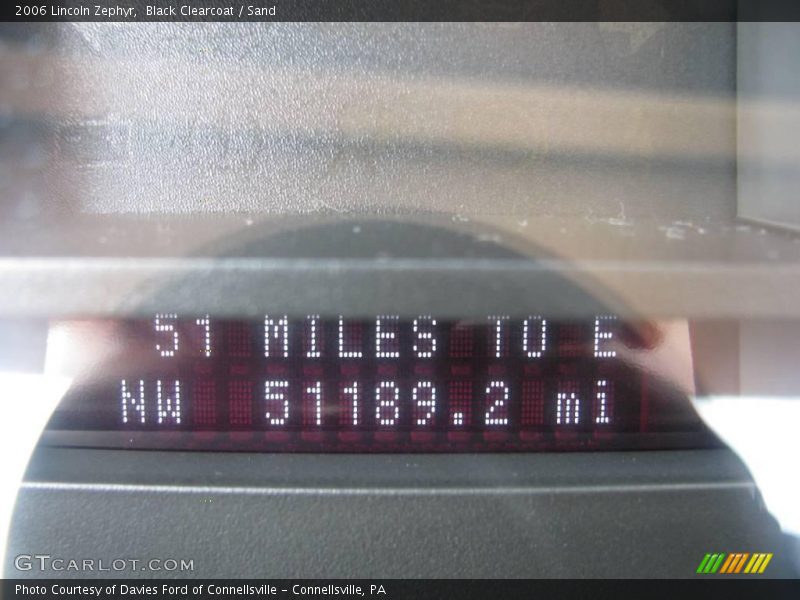 2006 Lincoln Zephyr,  Black Clearcoat / Sand
51 MILES TO E
NW 51189.2 mi
GTCARLOT.COM
Photo Courtesy of Davies Ford of Connellsville - Connellsville, PA